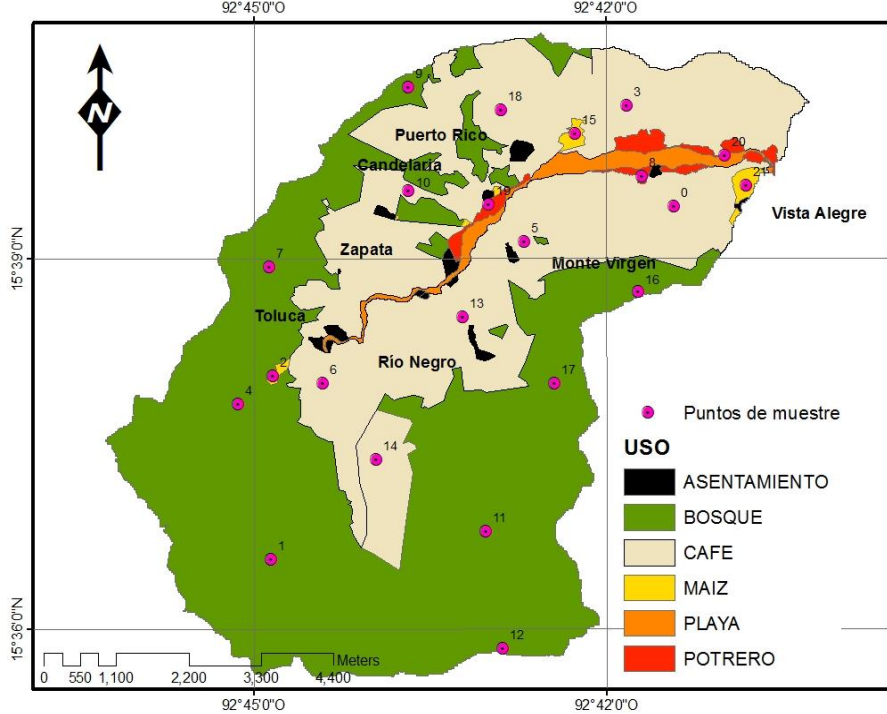 92°45'0"O 92°42'0"O
N
9
18
3
15
Puerto Rico
20
Candelaria
8
10
19
21
0
Vista Alegre
5
Zapata
Monte Virgen
15°39'0"N
7
16
13
Toluca
Río Negro
2
6
17
4
Puntos de muestre
USO
14
ASENTAMIENTO
BOSQUE
11
CAFE
1
MAIZ
PLAYA
15°36'0"N
12
POTRERO
Meters
0 550 1,100 2,200 3,300 4,400
92°45'0"O 92°42'0"O